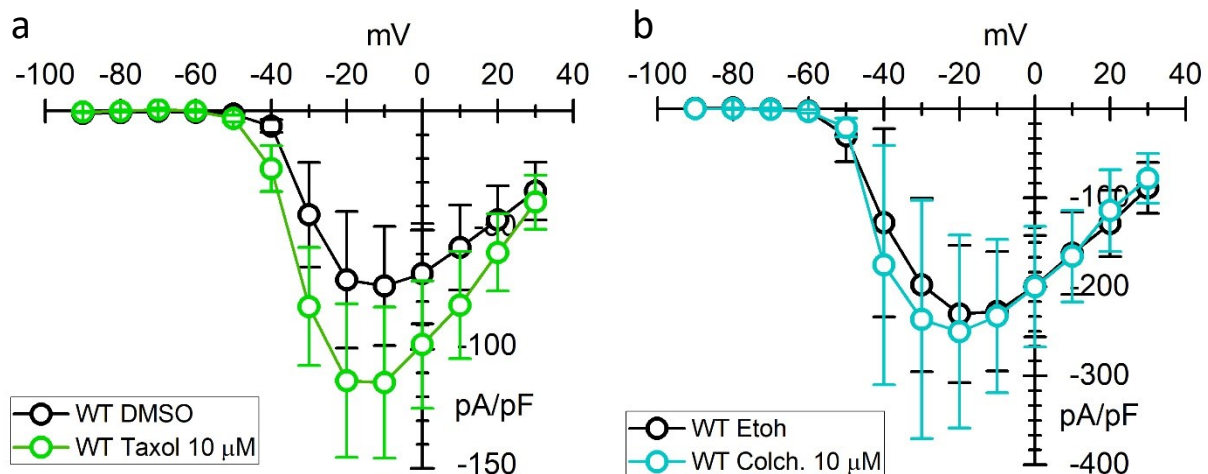 a
mV
-100 -80 -60 -40 -20 0 20 40
-50
-100
pA/pF
-150
WT DMSO
WT Taxol 10 μM
b
mV
-100 -80 -60 -40 -20 0 20 40
-100
-200
-300
pA/pF
-400
WT Etoh
WT Colch. 10 μM